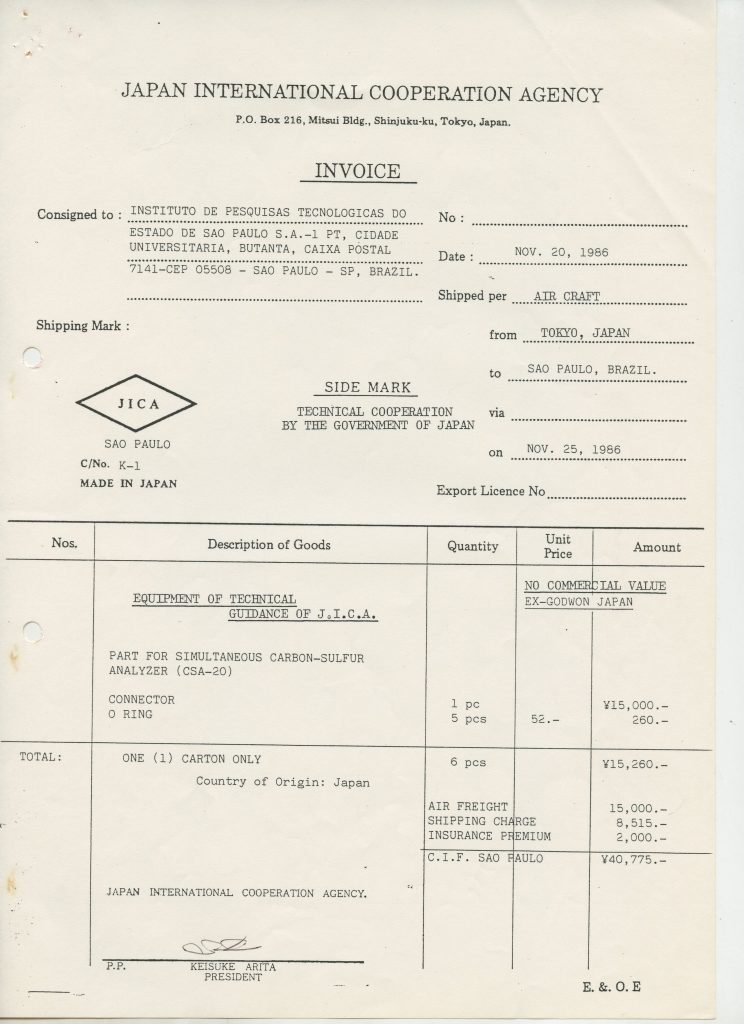 JAPAN INTERNATIONAL COOPERATION AGENCY
P.O. Box 216, Mitsui Bldg., Shinjuku-ku, Tokyo, Japan.
INVOICE
Consigned to : INSTITUTO DE PESQUISAS TECNOLOGICAS DO
ESTADO DE SAO PAULO S.A.-1 PT, CIDADE
UNIVERSITARIA, BUTANTA, CAIXA POSTAL
7141-CEP 05508 - SAO PAULO - SP, BRAZIL.
No :
Date : NOV. 20, 1986
Shipped per AIR CRAFT
from TOKYO, JAPAN
to SAO PAULO, BRAZIL.
via
on NOV. 25, 1986
Export Licence No
Shipping Mark :
JICA
SAO PAULO
C/No. K-1
MADE IN JAPAN
SIDE MARK
TECHNICAL COOPERATION
BY THE GOVERNMENT OF JAPAN
Nos. Description of Goods Quantity Unit Price Amount
NO COMMERCIAL VALUE
EX-GODWON JAPAN
EQUIPMENT OF TECHNICAL
GUIDANCE OF J.I.C.A.
PART FOR SIMULTANEOUS CARBON-SULFUR
ANALYZER (CSA-20)
CONNECTOR 1 pc ¥15,000.-
O RING 5 pcs 52.- 260.-
TOTAL: ONE (1) CARTON ONLY 6 pcs ¥15,260.-
Country of Origin: Japan
AIR FREIGHT 15,000.-
SHIPPING CHARGE 8,515.-
INSURANCE PREMIUM 2,000.-
C.I.F. SAO PAULO ¥40,775.-
JAPAN INTERNATIONAL COOPERATION AGENCY.
P.P. KEISUKE ARITA
PRESIDENT
E. &. O. E